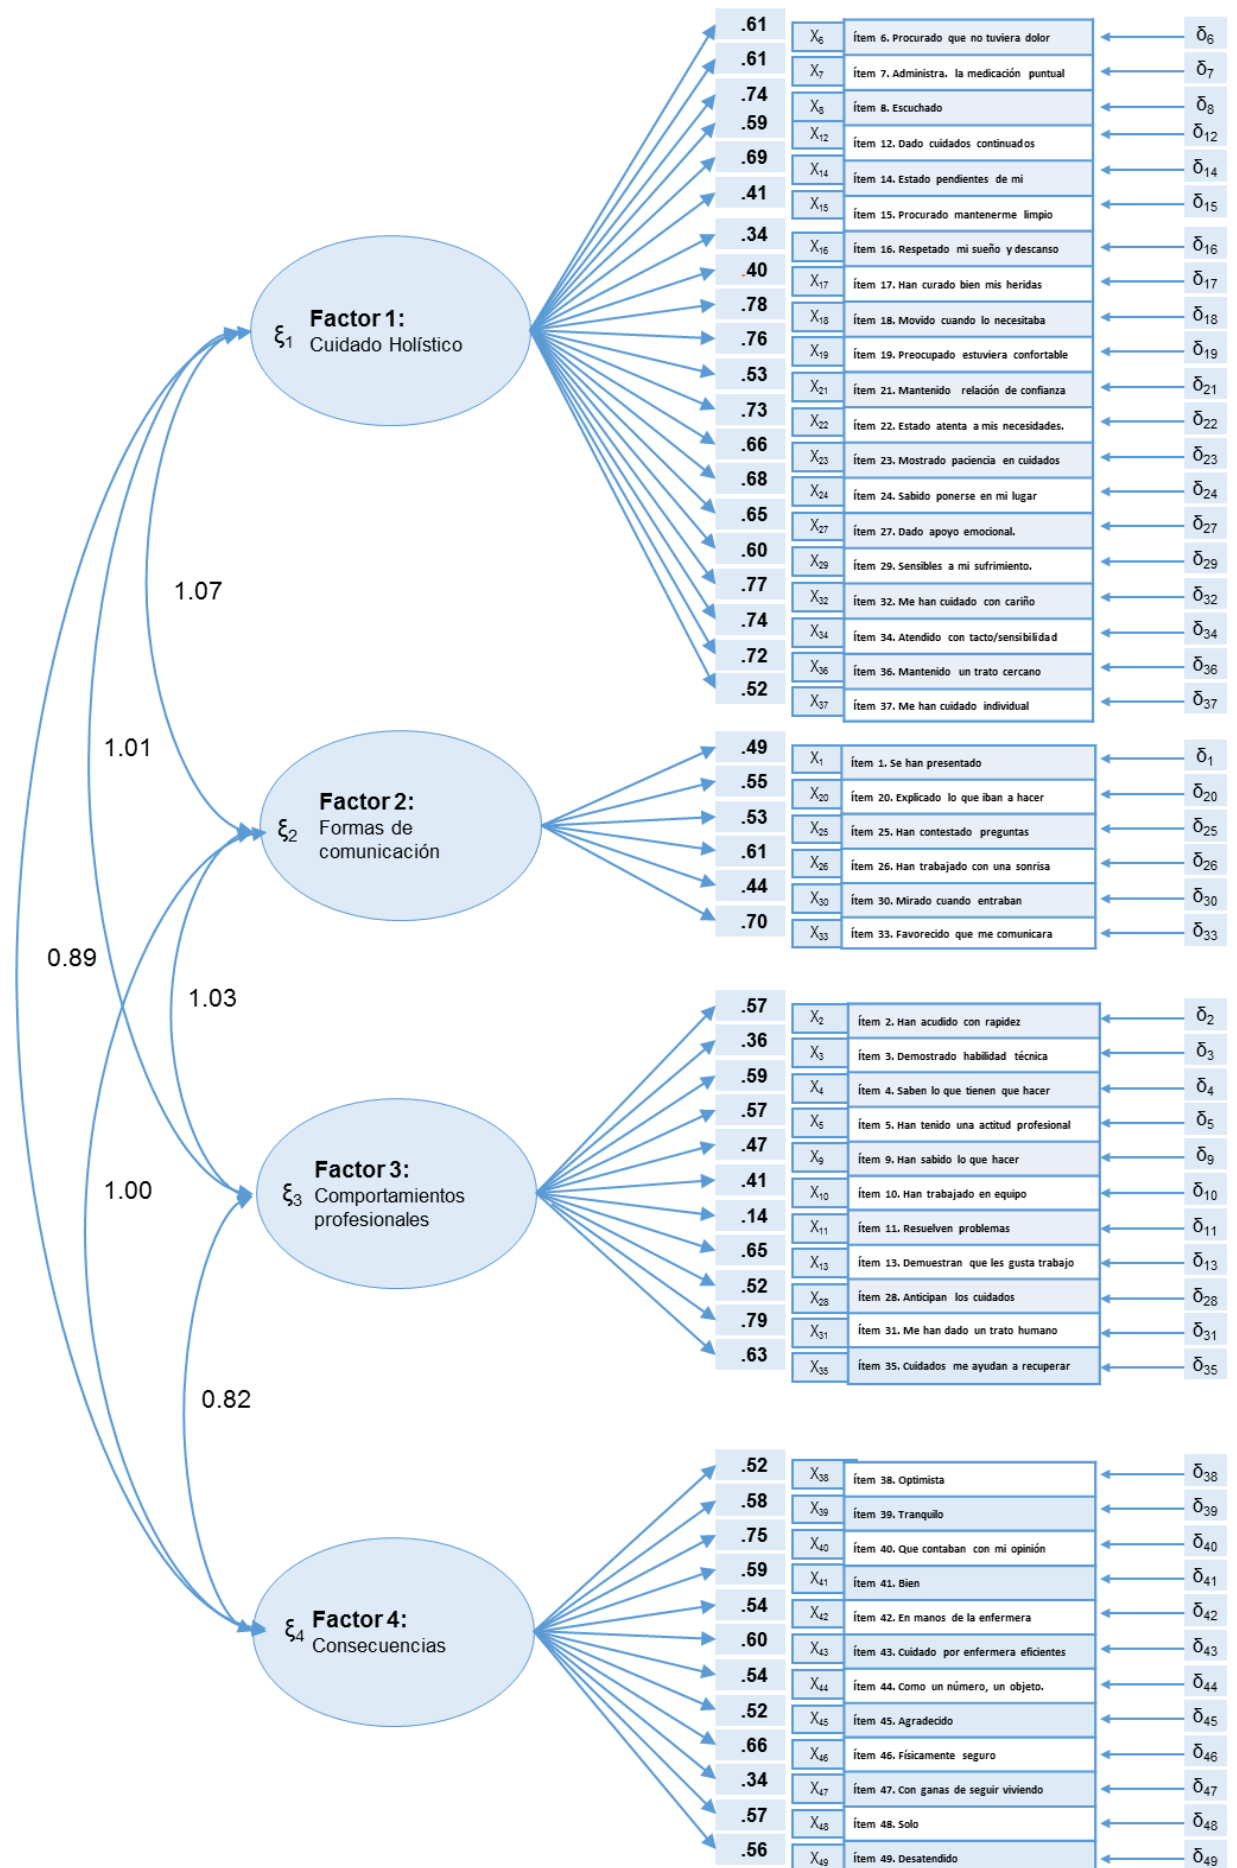 .61 X6 Ítem 6. Procurado que no tuviera dolor δ6
.61 X7 Ítem 7. Administra. la medicación puntual δ7
.74 X8 Ítem 8. Escuchado δ8
.59 X12 Ítem 12. Dado cuidados continuados δ12
.69 X14 Ítem 14. Estado pendientes de mi δ14
.41 X15 Ítem 15. Procurado mantenerme limpio δ15
.34 X16 Ítem 16. Respetado mi sueño y descanso δ16
.40 X17 Ítem 17. Han curado bien mis heridas δ17
.78 X18 Ítem 18. Movido cuando lo necesitaba δ18
.76 X19 Ítem 19. Preocupado estuviera confortable δ19
.53 X21 Ítem 21. Mantenido relación de confianza δ21
.73 X22 Ítem 22. Estado atenta a mis necesidades. δ22
.66 X23 Ítem 23. Mostrado paciencia en cuidados δ23
.68 X24 Ítem 24. Sabido ponerse en mi lugar δ24
.65 X27 Ítem 27. Dado apoyo emocional. δ27
.60 X29 Ítem 29. Sensibles a mi sufrimiento. δ29
.77 X32 Ítem 32. Me han cuidado con cariño δ32
.74 X34 Ítem 34. Atendido con tacto/sensibilidad δ34
.72 X36 Ítem 36. Mantenido un trato cercano δ36
.52 X37 Ítem 37. Me han cuidado individual δ37
ξ1 Factor 1:
Cuidado Holístico
1.07
1.01
0.89
1.03
1.00
0.82
.49 X1 Ítem 1. Se han presentado δ1
.55 X20 Ítem 20. Explicado lo que iban a hacer δ20
.53 X25 Ítem 25. Han contestado preguntas δ25
.61 X26 Ítem 26. Han trabajado con una sonrisa δ26
.44 X30 Ítem 30. Mirado cuando entraban δ30
.70 X33 Ítem 33. Favorecido que me comunicara δ33
ξ2 Factor 2:
Formas de
comunicación
.57 X2 Ítem 2. Han acudido con rapidez δ2
.36 X3 Ítem 3. Demostrado habilidad técnica δ3
.59 X4 Ítem 4. Saben lo que tienen que hacer δ4
.57 X5 Ítem 5. Han tenido una actitud profesional δ5
.47 X9 Ítem 9. Han sabido lo que hacer δ9
.41 X10 Ítem 10. Han trabajado en equipo δ10
.14 X11 Ítem 11. Resuelven problemas δ11
.65 X13 Ítem 13. Demuestran que les gusta trabajo δ13
.52 X28 Ítem 28. Anticipan los cuidados δ28
.79 X31 Ítem 31. Me han dado un trato humano δ31
.63 X35 Ítem 35. Cuidados me ayudan a recuperar δ35
ξ3 Factor 3:
Comportamientos
profesionales
.52 X38 Ítem 38. Optimista δ38
.58 X39 Ítem 39. Tranquilo δ39
.75 X40 Ítem 40. Que contaban con mi opinión δ40
.59 X41 Ítem 41. Bien δ41
.54 X42 Ítem 42. En manos de la enfermera δ42
.60 X43 Ítem 43. Cuidado por enfermera eficientes δ43
.54 X44 Ítem 44. Como un número, un objeto. δ44
.52 X45 Ítem 45. Agradecido δ45
.66 X46 Ítem 46. Físicamente seguro δ46
.34 X47 Ítem 47. Con ganas de seguir viviendo δ47
.57 X48 Ítem 48. Solo δ48
.56 X49 Ítem 49. Desatendido δ49
ξ4 Factor 4:
Consecuencias